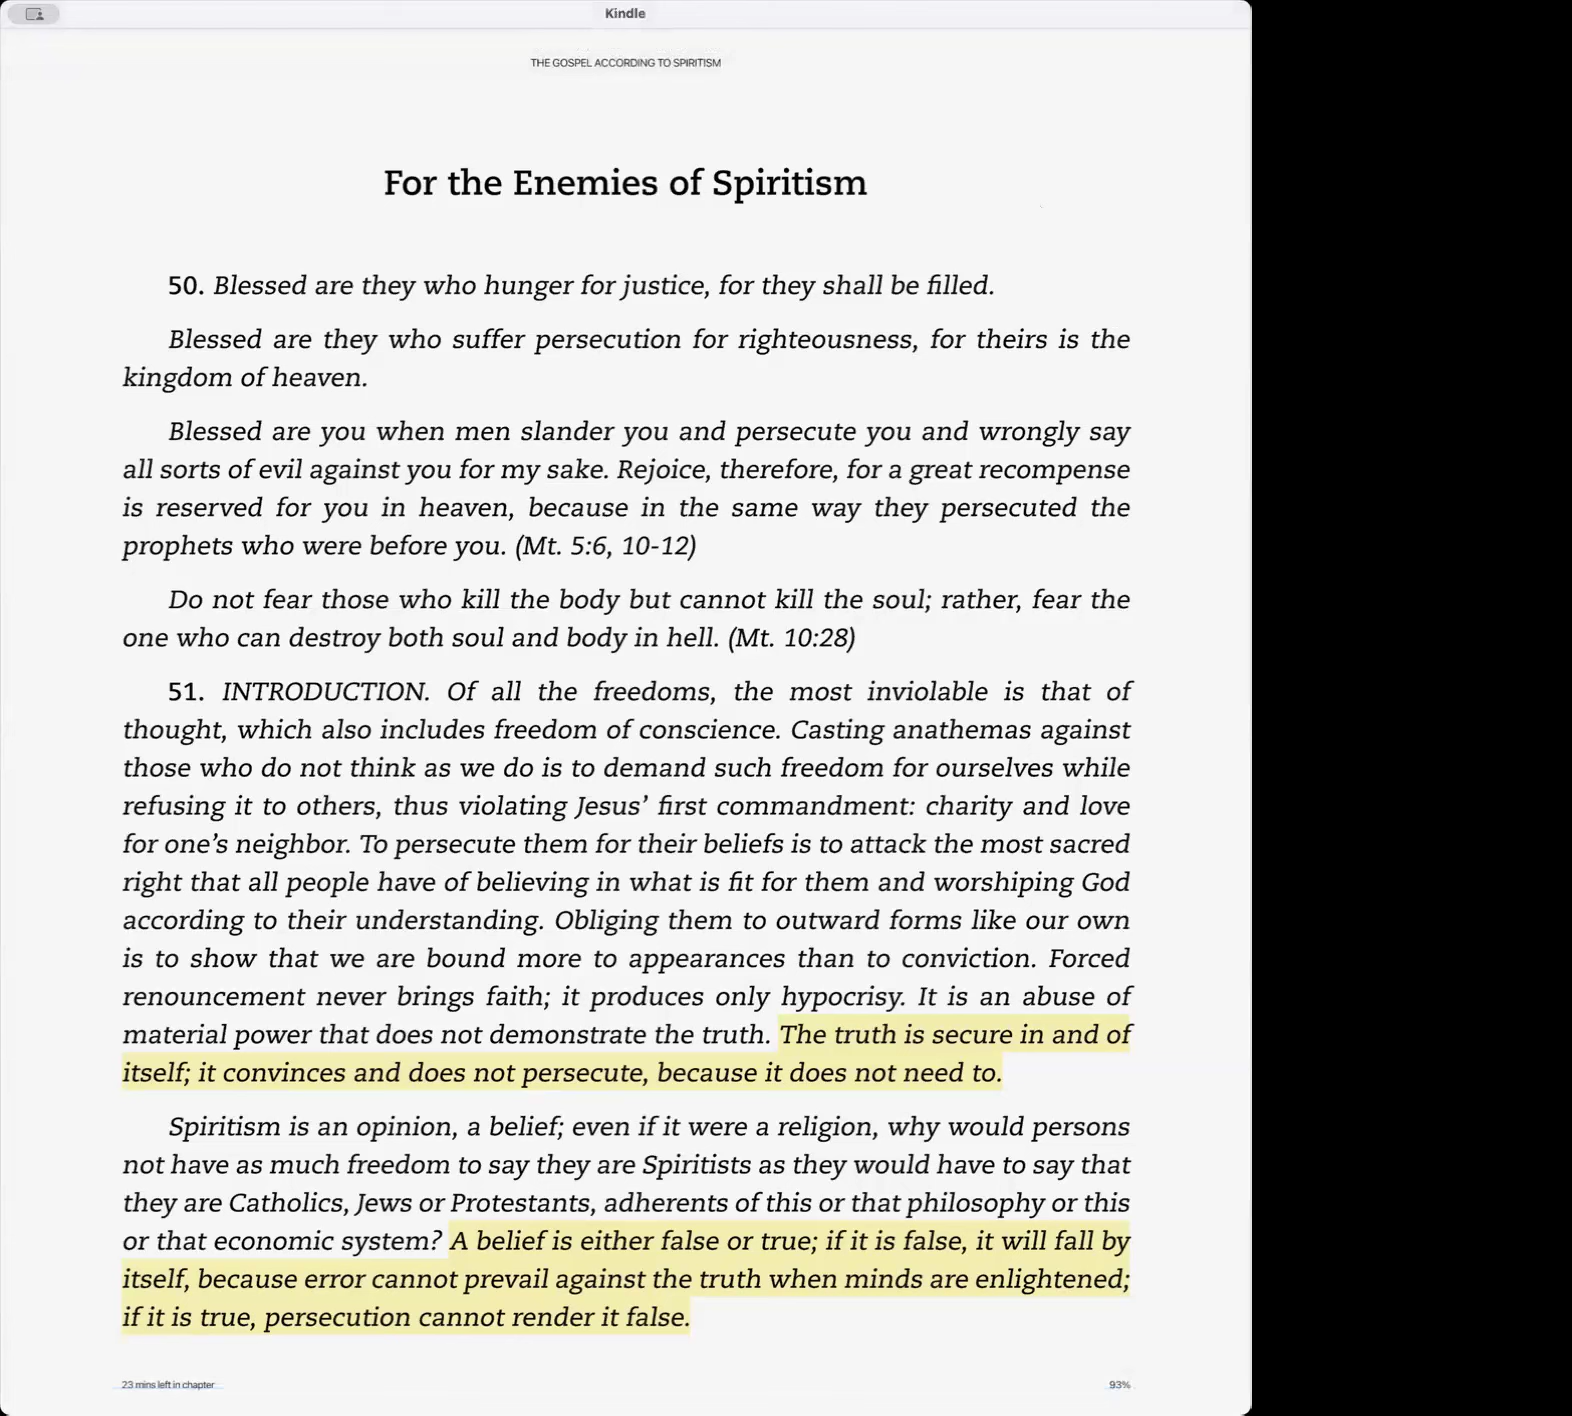 Kindle
THE GOSPEL ACCORDING TO SPIRITISM
For the Enemies of Spiritism
50. Blessed are they who hunger for justice, for they shall be filled.
Blessed are they who suffer persecution for righteousness, for theirs is the
kingdom of heaven.
Blessed are you when men slander you and persecute you and wrongly say
all sorts of evil against you for my sake. Rejoice, therefore, for a great recompense
is reserved for you in heaven, because in the same way they persecuted the
prophets who were before you. (Mt. 5:6, 10-12)
Do not fear those who kill the body but cannot kill the soul; rather, fear the
one who can destroy both soul and body in hell. (Mt. 10:28)
51. INTRODUCTION. Of all the freedoms, the most inviolable is that of
thought, which also includes freedom of conscience. Casting anathemas against
those who do not think as we do is to demand such freedom for ourselves while
refusing it to others, thus violating Jesus’ first commandment: charity and love
for one’s neighbor. To persecute them for their beliefs is to attack the most sacred
right that all people have of believing in what is fit for them and worshiping God
according to their understanding. Obliging them to outward forms like our own
is to show that we are bound more to appearances than to conviction. Forced
renouncement never brings faith; it produces only hypocrisy. It is an abuse of
material power that does not demonstrate the truth. The truth is secure in and of
itself; it convinces and does not persecute, because it does not need to.
Spiritism is an opinion, a belief; even if it were a religion, why would persons
not have as much freedom to say they are Spiritists as they would have to say that
they are Catholics, Jews or Protestants, adherents of this or that philosophy or this
or that economic system? A belief is either false or true; if it is false, it will fall by
itself, because error cannot prevail against the truth when minds are enlightened;
if it is true, persecution cannot render it false.
23 mins left in chapter
93%